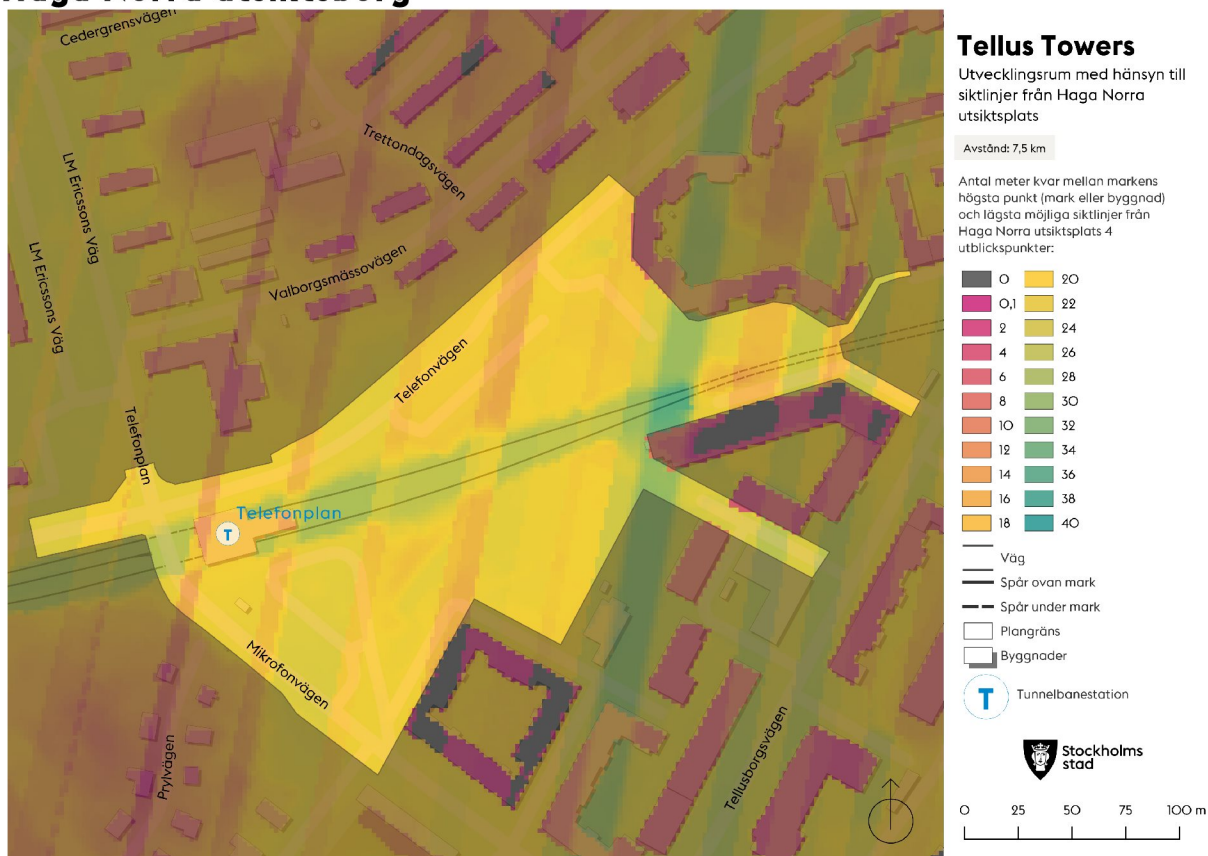 Tellus Towers
Utvecklingsrum med hänsyn till
siktlinjer från Haga Norra
utsiktsplats
Avstånd: 7,5 km
Antal meter kvar mellan markens
högsta punkt (mark eller byggnad)
och lägsta möjliga siktlinjer från
Haga Norra utsiktsplats 4
utblickspunkter:
0 20
0,1 22
2 24
4 26
6 28
8 30
10 32
12 34
14 36
16 38
18 40
Väg
Spår ovan mark
Spår under mark
Plangräns
Byggnader
T Tunnelbanestation
Stockholms
stad
0 25 50 75 100 m
Cedergrensvägen
LM Ericssons Väg
LM Ericssons Väg
Trettondagsvägen
Valborgsmässovägen
Telefonvägen
Telefonplan
Telefonplan
T
Mikrofonvägen
Prylvägen
Tellusborgsvägen